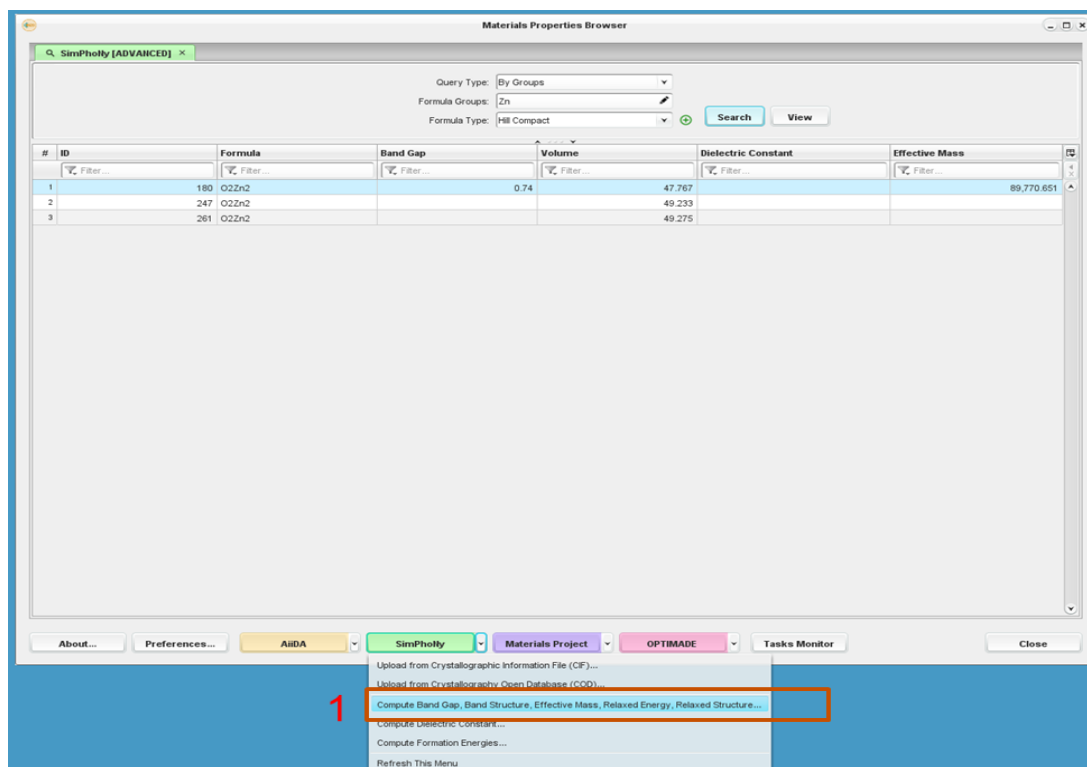 Materials Properties Browser
SimPhoNy [ADVANCED] ×
Query Type: By Groups
Formula Groups: Zn
Formula Type: Hill Compact Search View
# ID Formula Band Gap Volume Dielectric Constant Effective Mass
Filter... Filter... Filter... Filter... Filter... Filter...
1 180 O2Zn2 0.74 47.767 89,770.651
2 247 O2Zn2 49.233
3 261 O2Zn2 49.275
About... Preferences... AiiDA SimPhoNy Materials Project OPTIMADE Tasks Monitor Close
Upload from Crystallographic Information File (CIF)...
Upload from Crystallography Open Database (COD)...
1 Compute Band Gap, Band Structure, Effective Mass, Relaxed Energy, Relaxed Structure...
Compute Dielectric Constant...
Compute Formation Energies...
Refresh This Menu